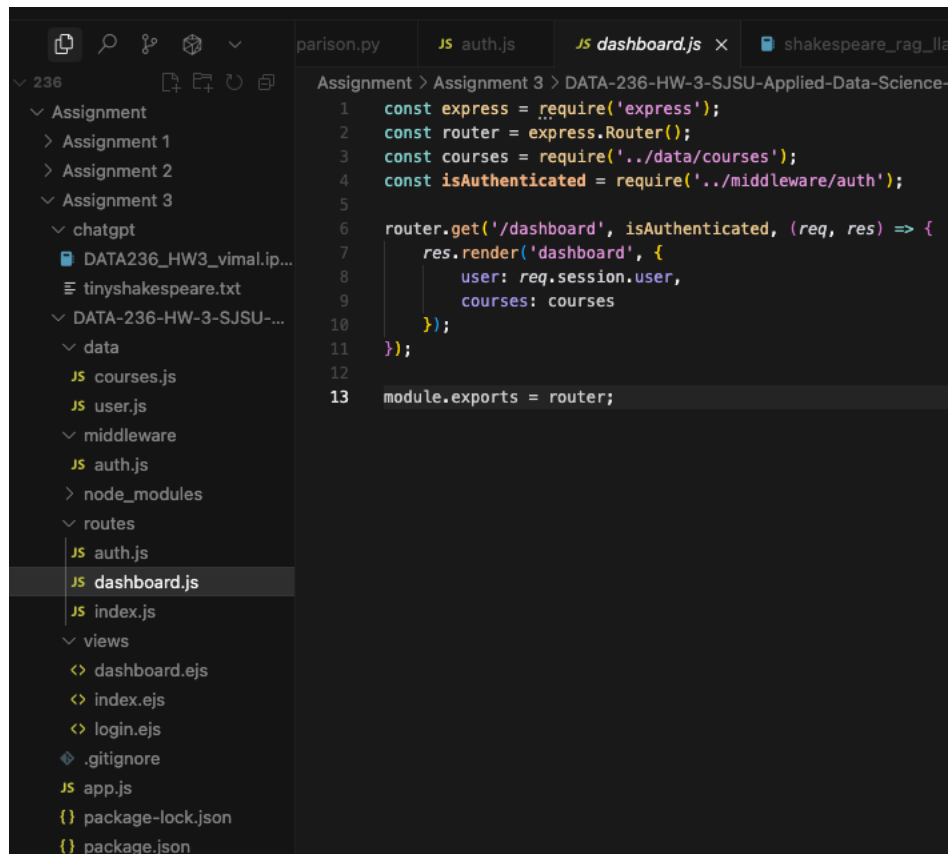 parison.py
JS auth.js
JS dashboard.js
shakespeare_rag_lla
236
Assignment
Assignment 1
Assignment 2
Assignment 3
chatgpt
DATA236_HW3_vimal.ip...
tinyshakespeare.txt
DATA-236-HW-3-SJSU-...
data
JS courses.js
JS user.js
middleware
JS auth.js
node_modules
routes
JS auth.js
JS dashboard.js
JS index.js
views
<> dashboard.ejs
<> index.ejs
<> login.ejs
.gitignore
JS app.js
{} package-lock.json
{} package.json
Assignment > Assignment 3 > DATA-236-HW-3-SJSU-Applied-Data-Science-
1 const express = require('express');
2 const router = express.Router();
3 const courses = require('../data/courses');
4 const isAuthenticated = require('../middleware/auth');
5
6 router.get('/dashboard', isAuthenticated, (req, res) => {
7     res.render('dashboard', {
8         user: req.session.user,
9         courses: courses
10     });
11 });
12
13 module.exports = router;